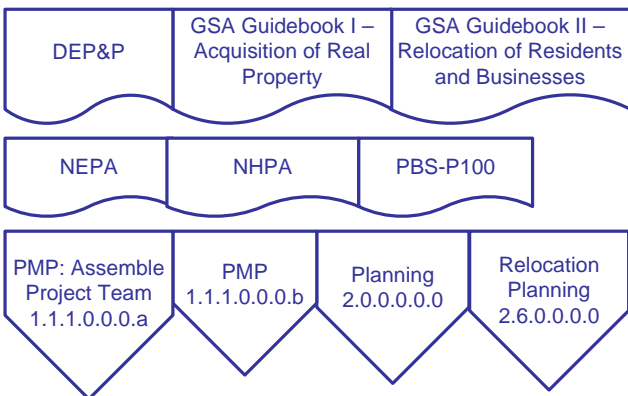 DEP&P
GSA Guidebook I –
Acquisition of Real
Property
GSA Guidebook II –
Relocation of Residents
and Businesses
NEPA
NHPA
PBS-P100
PMP: Assemble
Project Team
1.1.1.0.0.0.a
PMP
1.1.1.0.0.0.b
Planning
2.0.0.0.0.0
Relocation
Planning
2.6.0.0.0.0